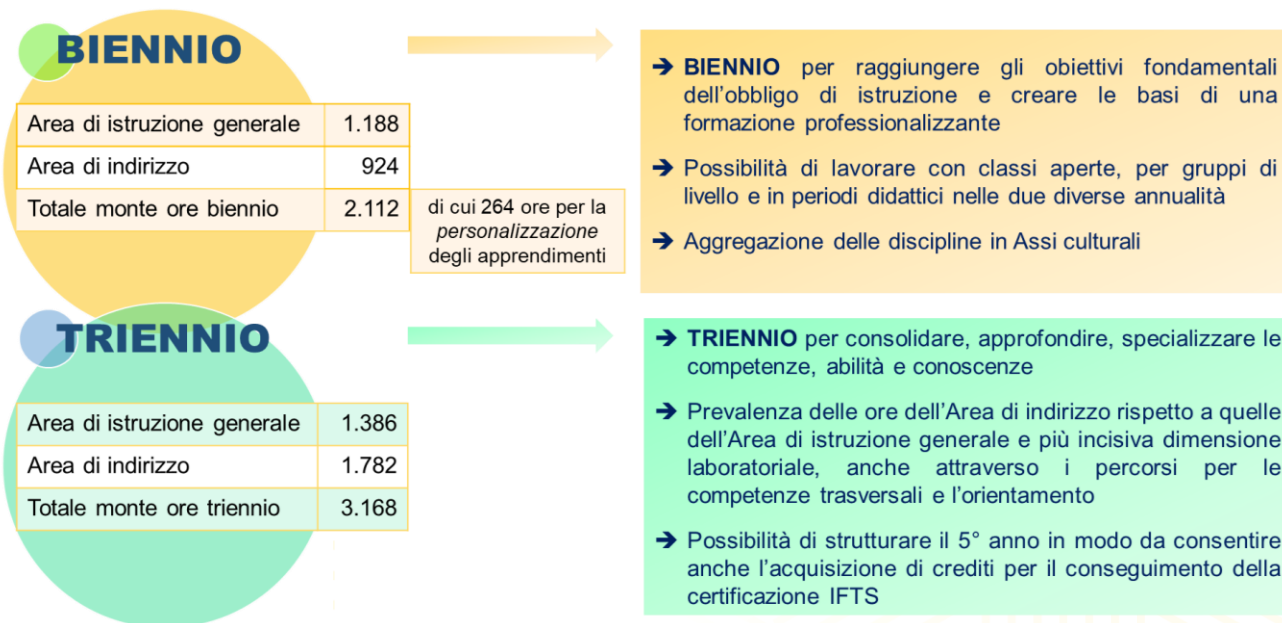 BIENNIO
Area di istruzione generale 1.188
Area di indirizzo 924
Totale monte ore biennio 2.112
di cui 264 ore per la
personalizzazione
degli apprendimenti
➔ BIENNIO per raggiungere gli obiettivi fondamentali
dell'obbligo di istruzione e creare le basi di una
formazione professionalizzante
➔ Possibilità di lavorare con classi aperte, per gruppi di
livello e in periodi didattici nelle due diverse annualità
➔ Aggregazione delle discipline in Assi culturali
TRIENNIO
Area di istruzione generale 1.386
Area di indirizzo 1.782
Totale monte ore triennio 3.168
➔ TRIENNIO per consolidare, approfondire, specializzare le
competenze, abilità e conoscenze
➔ Prevalenza delle ore dell'Area di indirizzo rispetto a quelle
dell'Area di istruzione generale e più incisiva dimensione
laboratoriale, anche attraverso i percorsi per le
competenze trasversali e l'orientamento
➔ Possibilità di strutturare il 5° anno in modo da consentire
anche l'acquisizione di crediti per il conseguimento della
certificazione IFTS